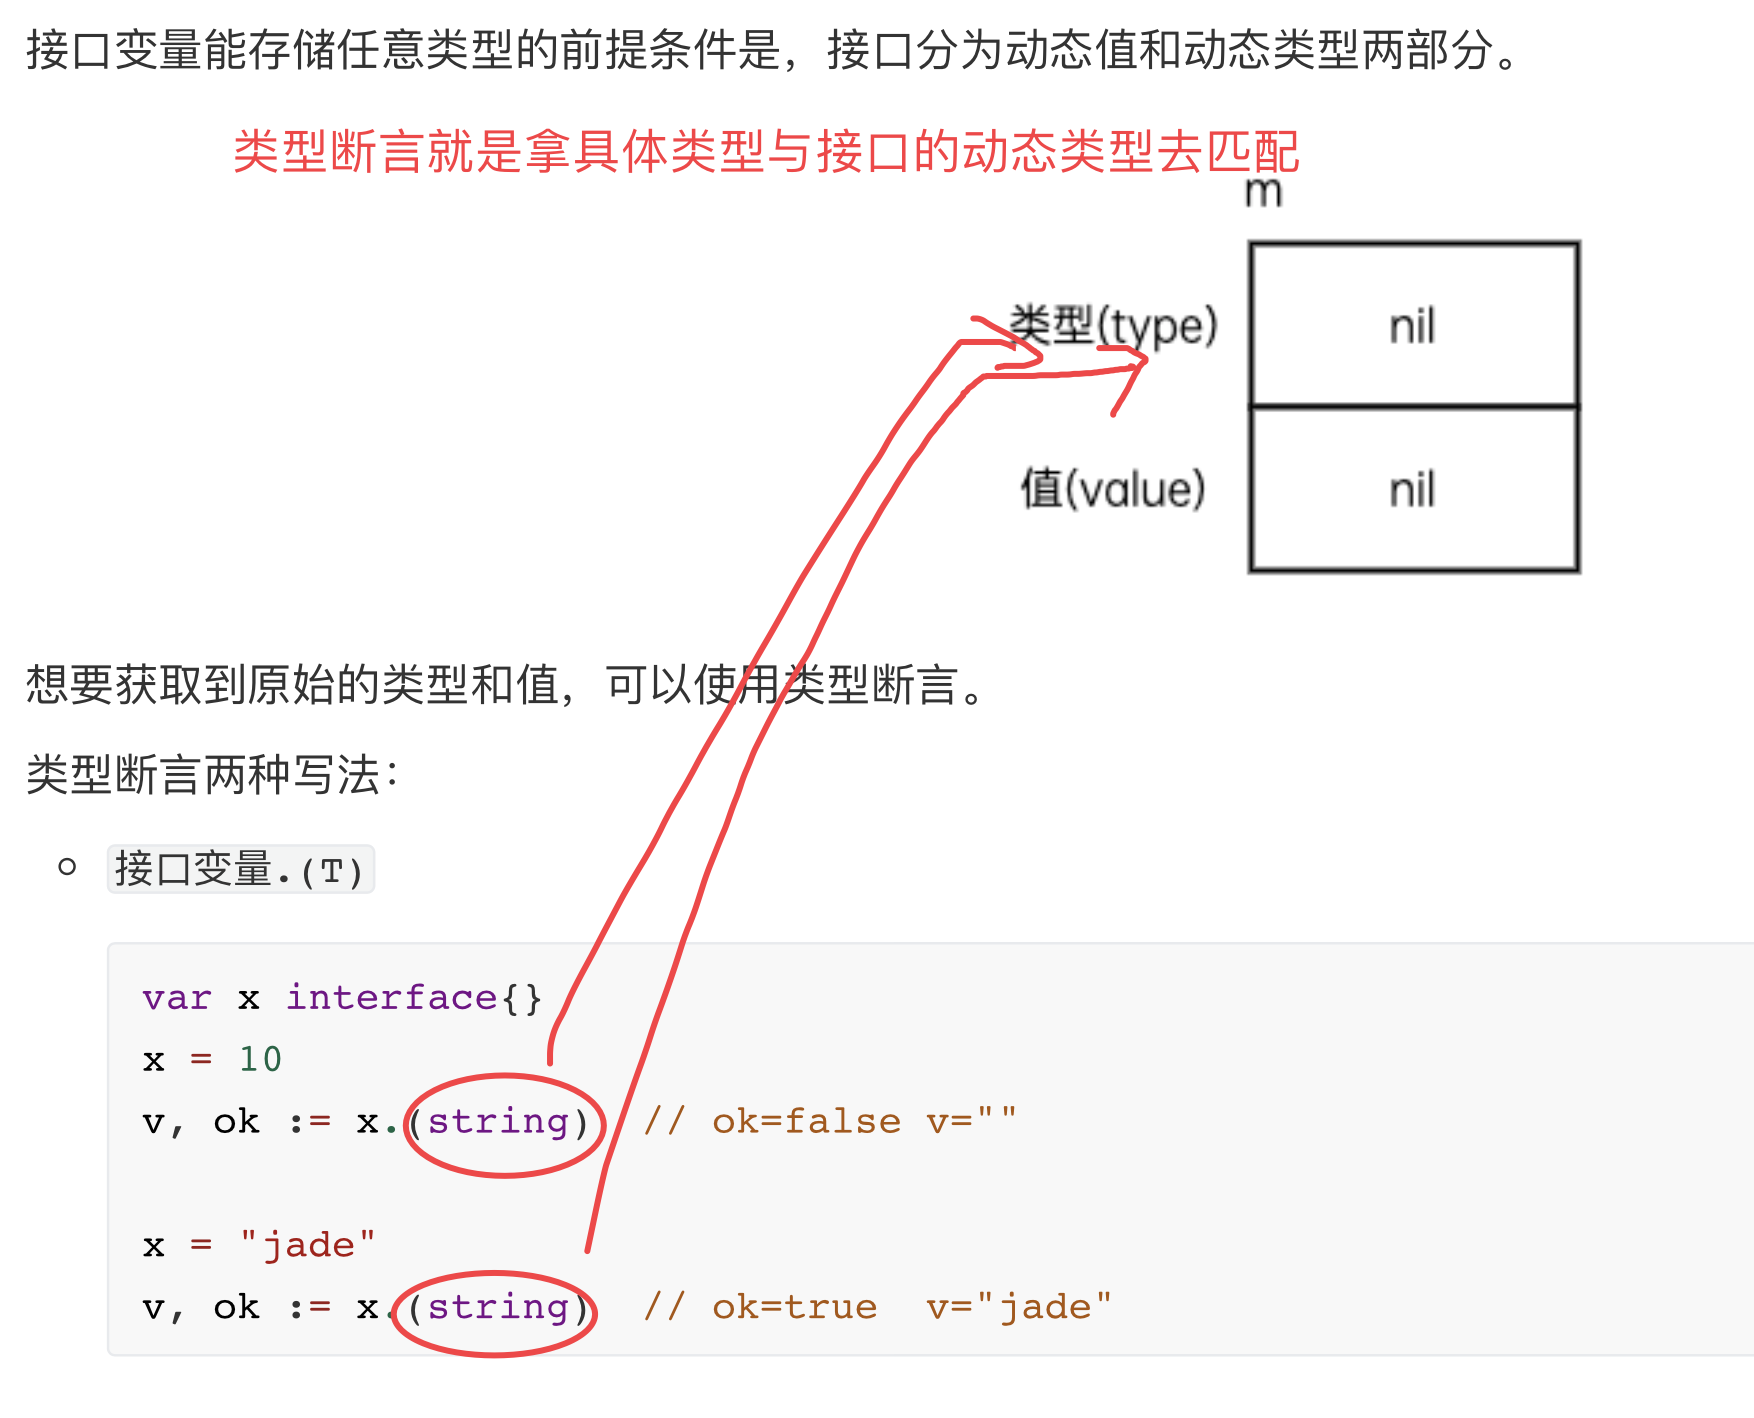 接口变量能存储任意类型的前提条件是，接口分为动态值和动态类型两部分。
类型断言就是拿具体类型与接口的动态类型去匹配
m
类型(type)
nil
值(value)
nil
想要获取到原始的类型和值，可以使用类型断言。
类型断言两种写法：
接口变量.(T)
var x interface{}
x = 10
v, ok := x.(string)  // ok=false v=""
x = "jade"
v, ok := x.(string)  // ok=true  v="jade"